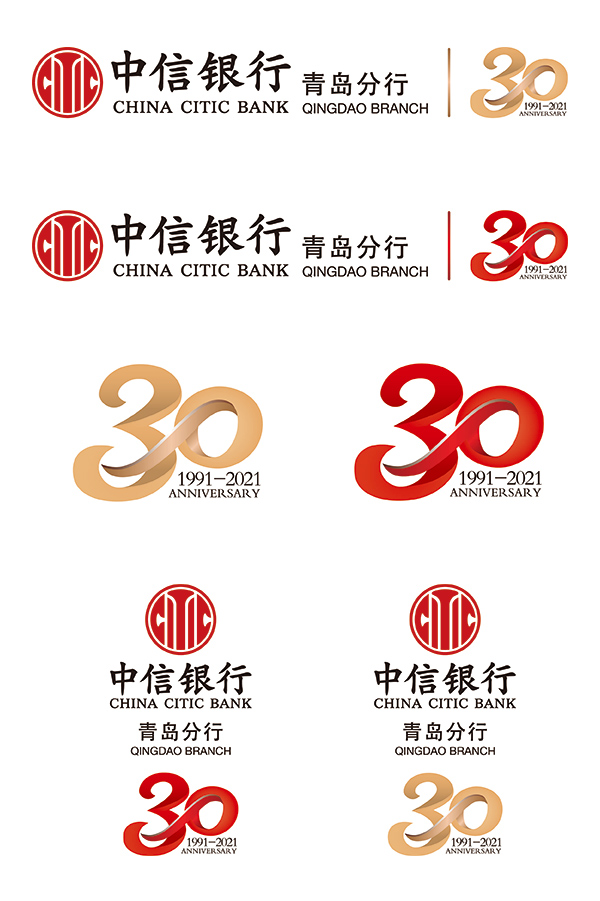 中信银行 青岛分行 30
CHINA CITIC BANK QINGDAO BRANCH 1991-2021
ANNIVERSARY
中信银行 青岛分行 30
CHINA CITIC BANK QINGDAO BRANCH 1991-2021
ANNIVERSARY
30 30
1991-2021 1991-2021
ANNIVERSARY ANNIVERSARY
CITIC CITIC
中信银行 中信银行
CHINA CITIC BANK CHINA CITIC BANK
青岛分行 青岛分行
QINGDAO BRANCH QINGDAO BRANCH
30 30
1991-2021 1991-2021
ANNIVERSARY ANNIVERSARY